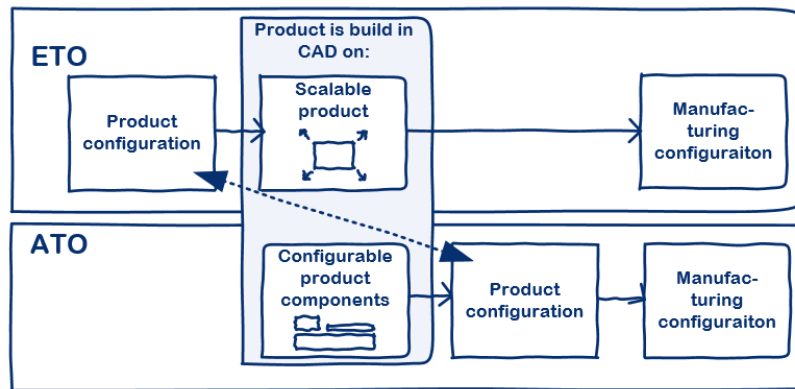 Product is build in
CAD on:
ETO
Product
configuration
Scalable
product
Manufac-
turing
configuraiton
ATO
Configurable
product
components
Product
configuration
Manufac-
turing
configuraiton